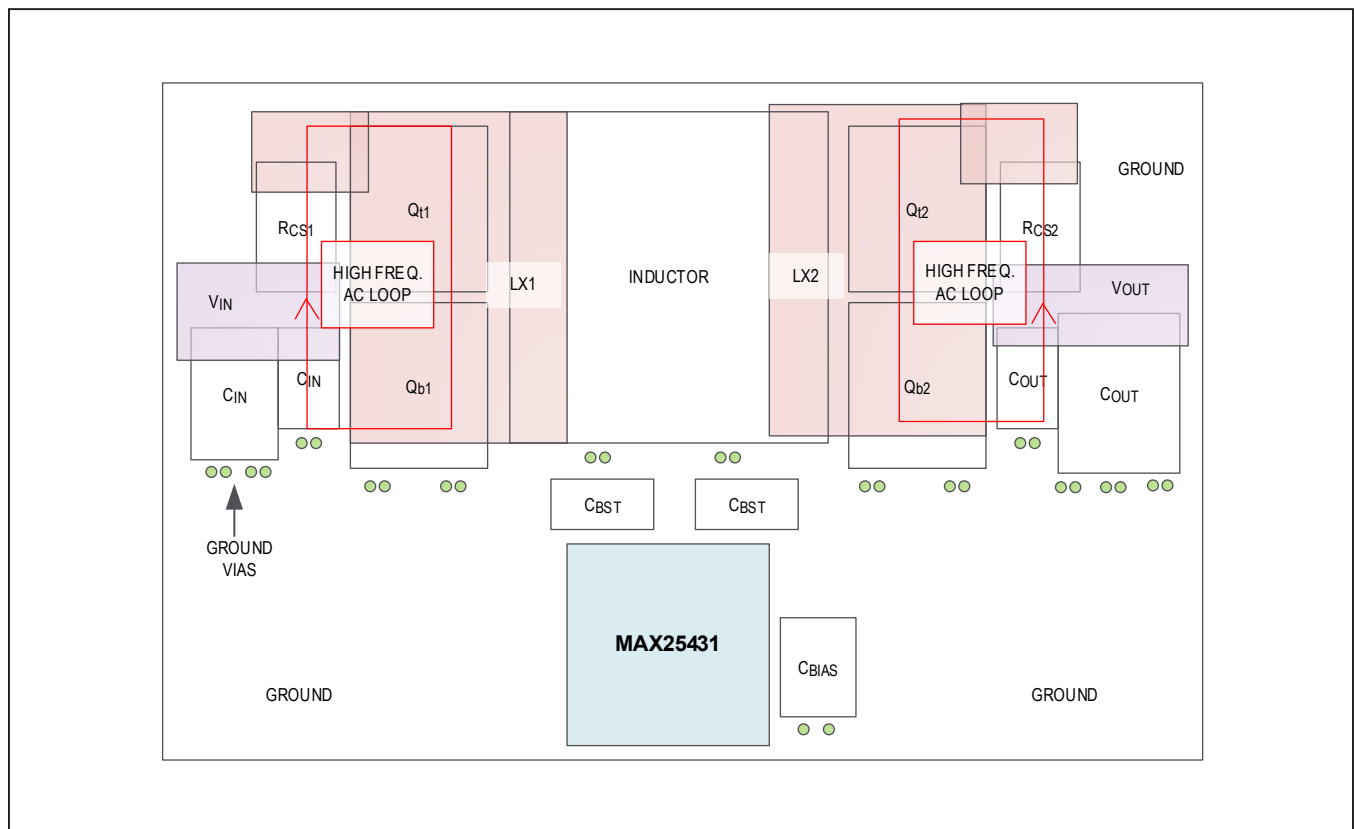 GROUND
Qt1
Qt2
RCS1
RCS2
HIGH FREQ.
AC LOOP
LX1
INDUCTOR
LX2
HIGH FREQ.
AC LOOP
VIN
VOUT
CIN
CIN
Qb1
Qb2
COUT
COUT
CBST
CBST
GROUND
VIAS
MAX25431
CBIAS
GROUND
GROUND